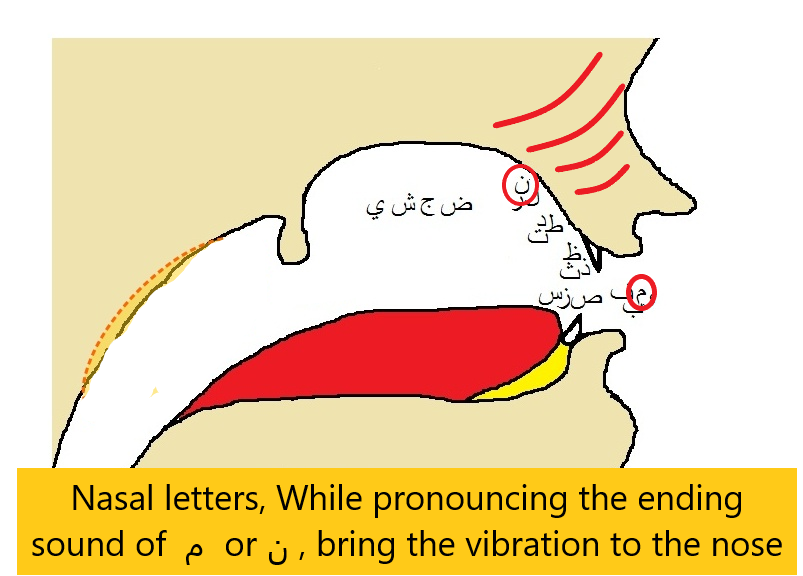 ن
ل ر
ض ج ش ي
ط د
ت
ظ
ذ ث
ص ز س
م و ف
ب
Nasal letters, While pronouncing the ending
sound of م or ن , bring the vibration to the nose